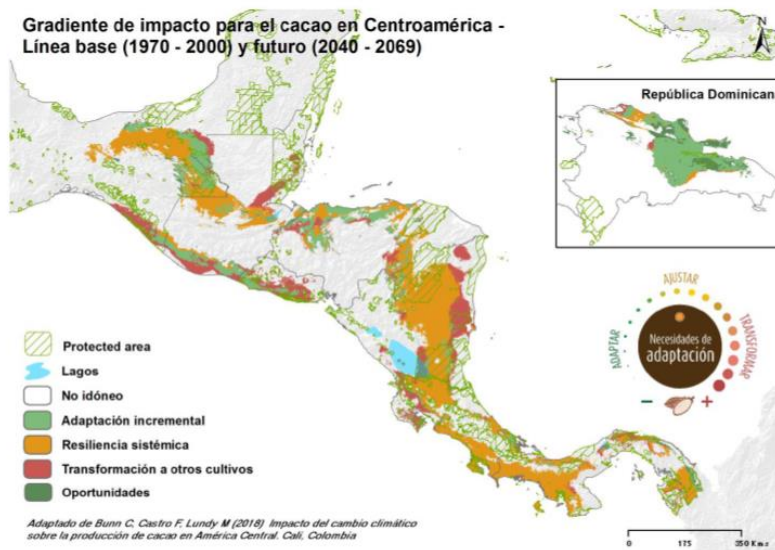 Gradiente de impacto para el cacao en Centroamérica -
Línea base (1970 - 2000) y futuro (2040 - 2069)
N
República Dominican
AJUSTAR
ADAPTAR
TRANSFORMAR
Necesidades de
adaptación
- +
Protected area
Lagos
No idóneo
Adaptación incremental
Resiliencia sistémica
Transformación a otros cultivos
Oportunidades
Adaptado de Bunn C, Castro F, Lundy M (2018) Impacto del cambio climático
sobre la producción de cacao en América Central. Cali, Colombia
0 175 350 Kms